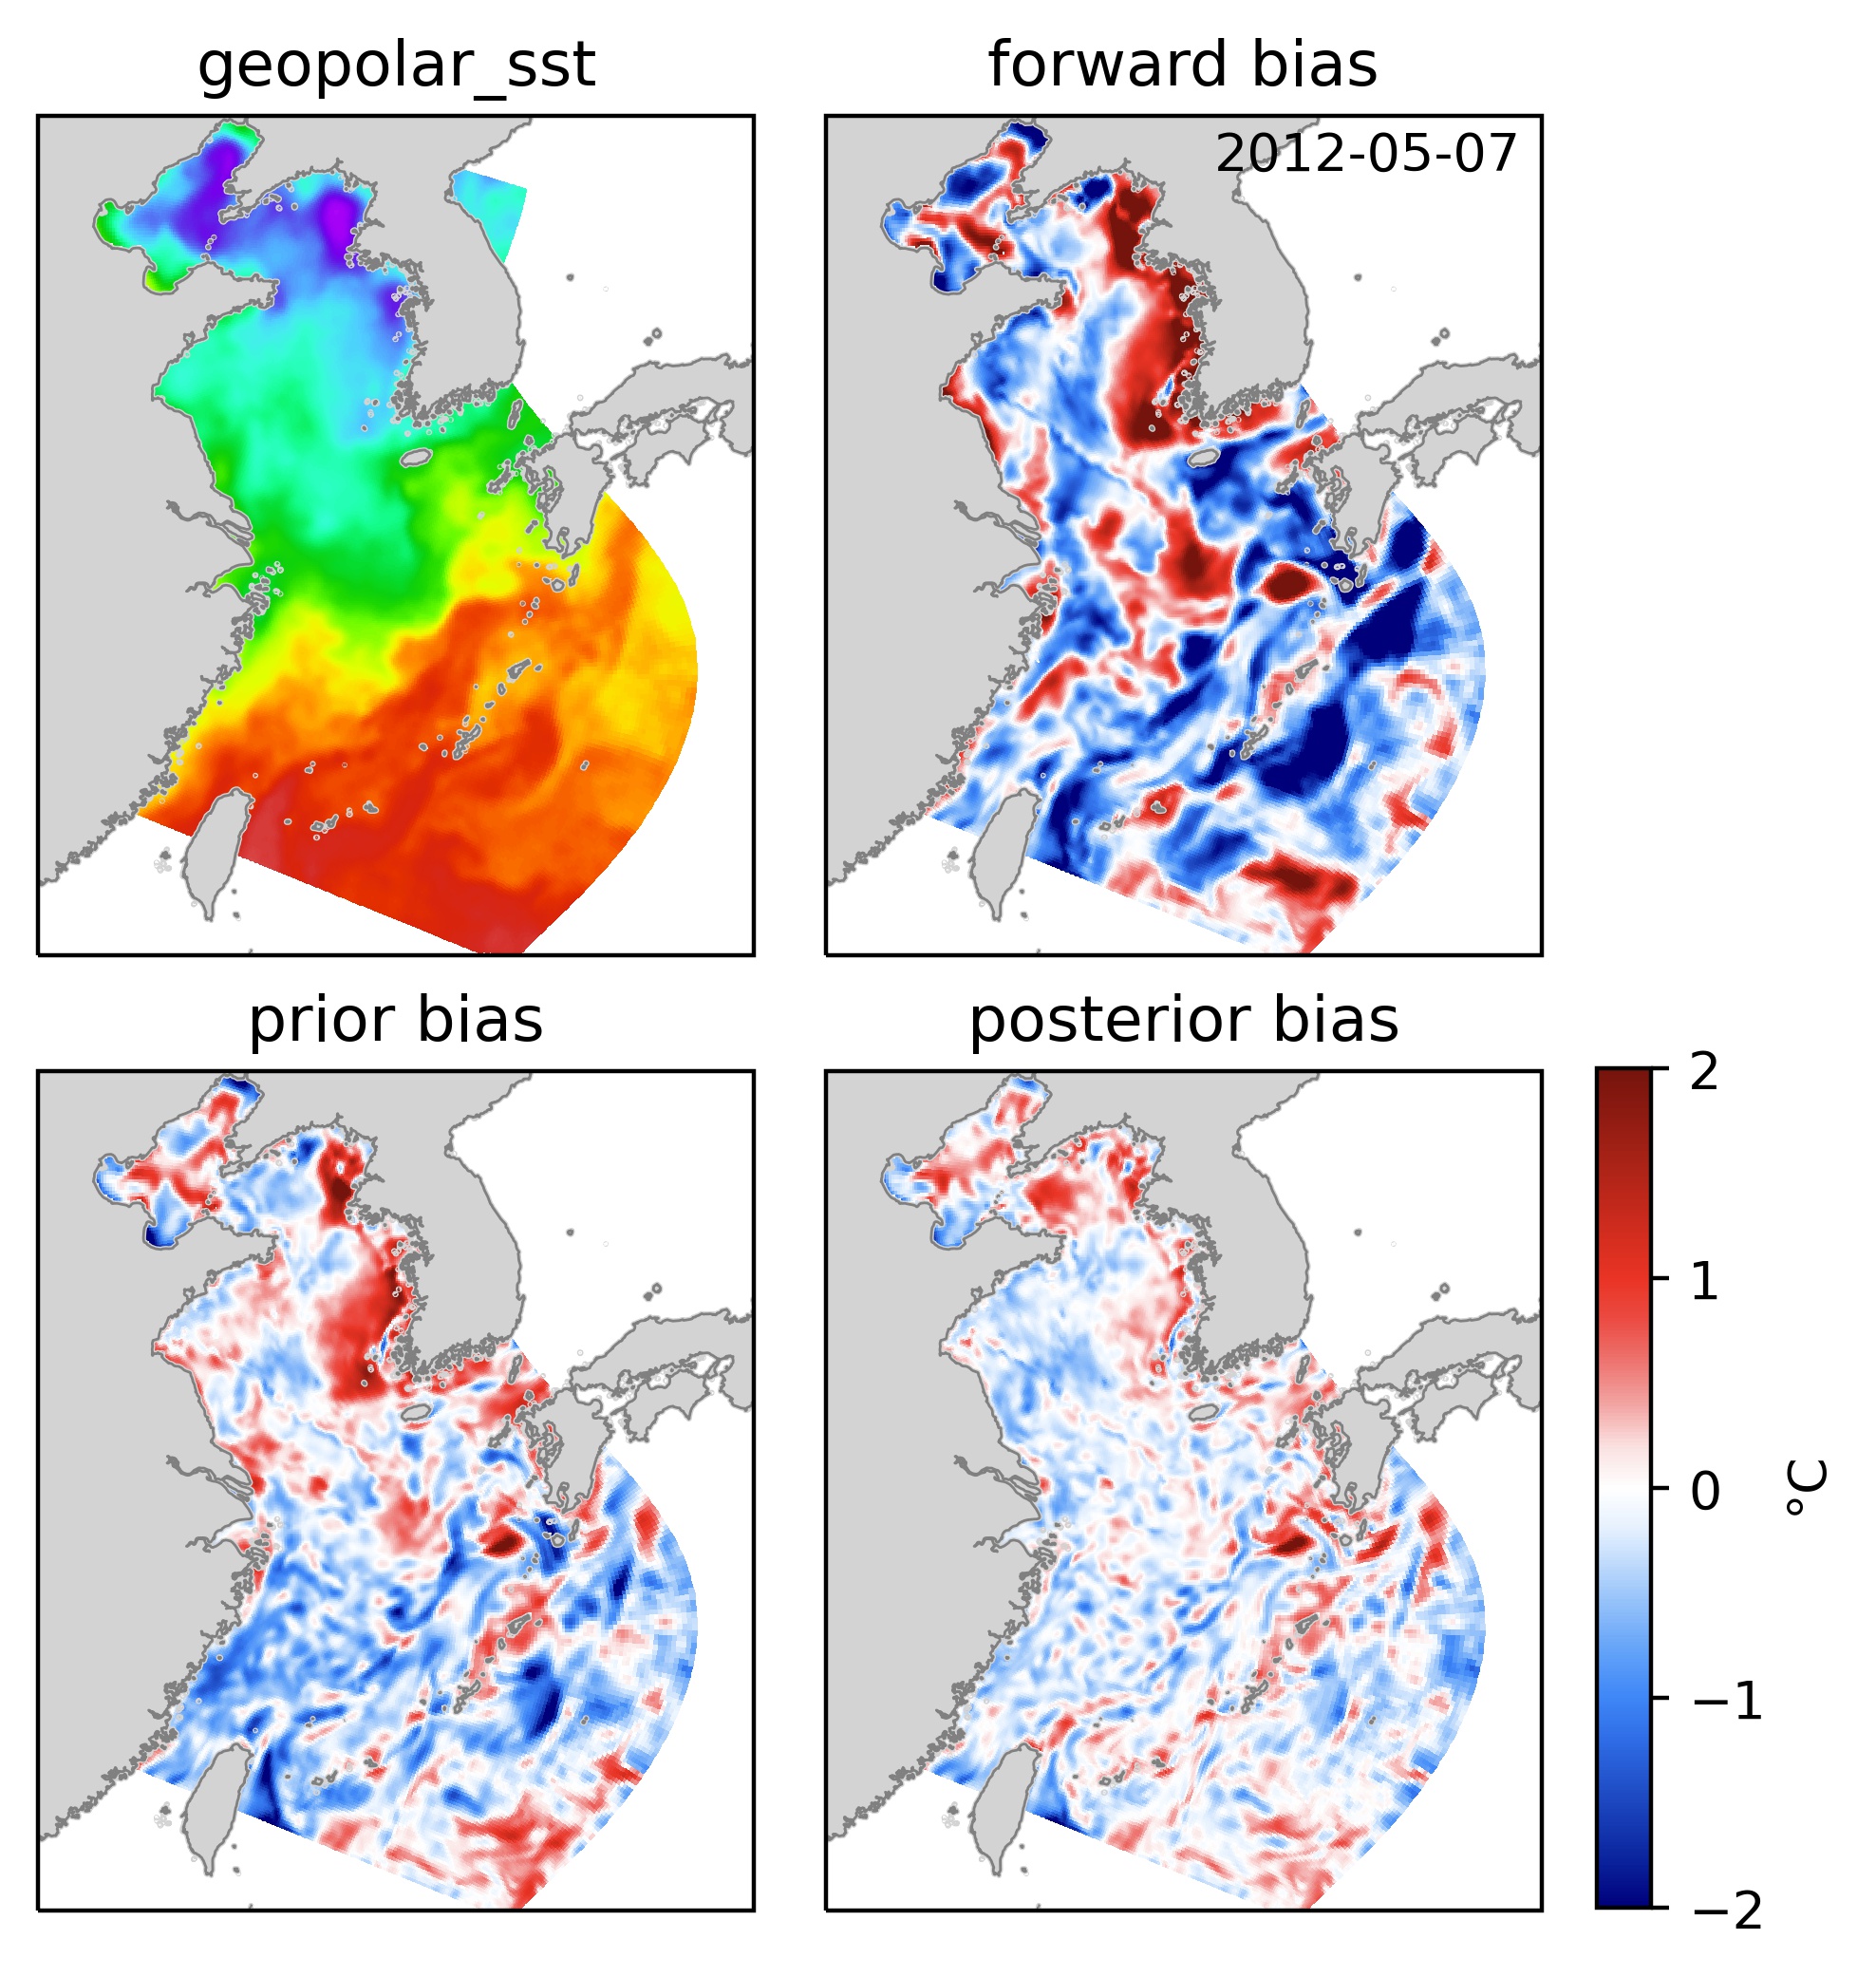 geopolar_sst
forward bias
2012-05-07
prior bias
posterior bias
2
1
0
−1
−2
°C